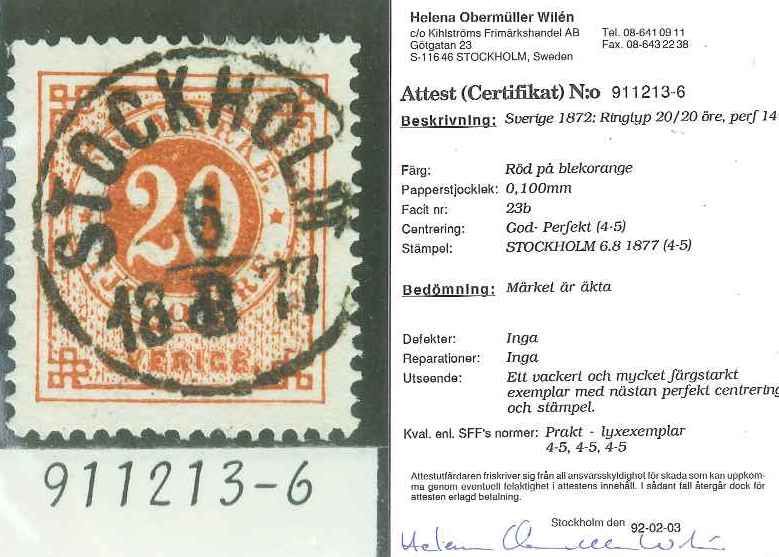 STOCKHOLM
TRAE
20
6
8
18 77
SVERIGE
911213-6
Helena Obermüller Wilén
c/o Kihlströms Frimärkshandel AB
Götgatan 23
S-116 46 STOCKHOLM, Sweden
Tel. 08-641 09 11
Fax. 08-643 22 38
Attest (Certifikat) N:o 911213-6
Beskrivning: Sverige 1872; Ringtyp 20/20 öre, perf 14
Färg: Röd på blekorange
Papperstjocklek: 0,100mm
Facit nr: 23b
Centrering: God- Perfekt (4-5)
Stämpel: STOCKHOLM 6.8 1877 (4-5)
Bedömning: Märket är äkta
Defekter: Inga
Reparationer: Inga
Utseende: Ett vackert och mycket färgstarkt
exemplar med nästan perfekt centrering
och stämpel.
Kval. enl. SFF's normer: Prakt - lyxexemplar
4-5, 4-5, 4-5
Attestutfärdaren friskriver sig från all ansvarsskyldighet för skada som kan uppkom-
ma genom eventuell felaktighet i attestens innehåll. I sådant fall återgår dock för
attesten erlagd betalning.
Stockholm den 92-02-03
Helena Obermüller Wilén